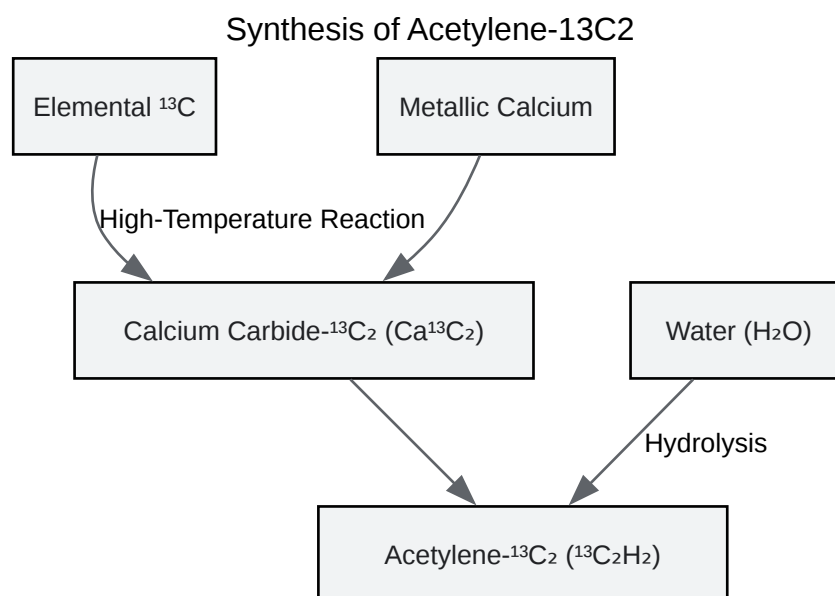 Synthesis of Acetylene-13C2
Elemental ¹³C
Metallic Calcium
High-Temperature Reaction
Calcium Carbide-¹³C₂ (Ca¹³C₂)
Water (H₂O)
Hydrolysis
Acetylene-¹³C₂ (¹³C₂H₂)